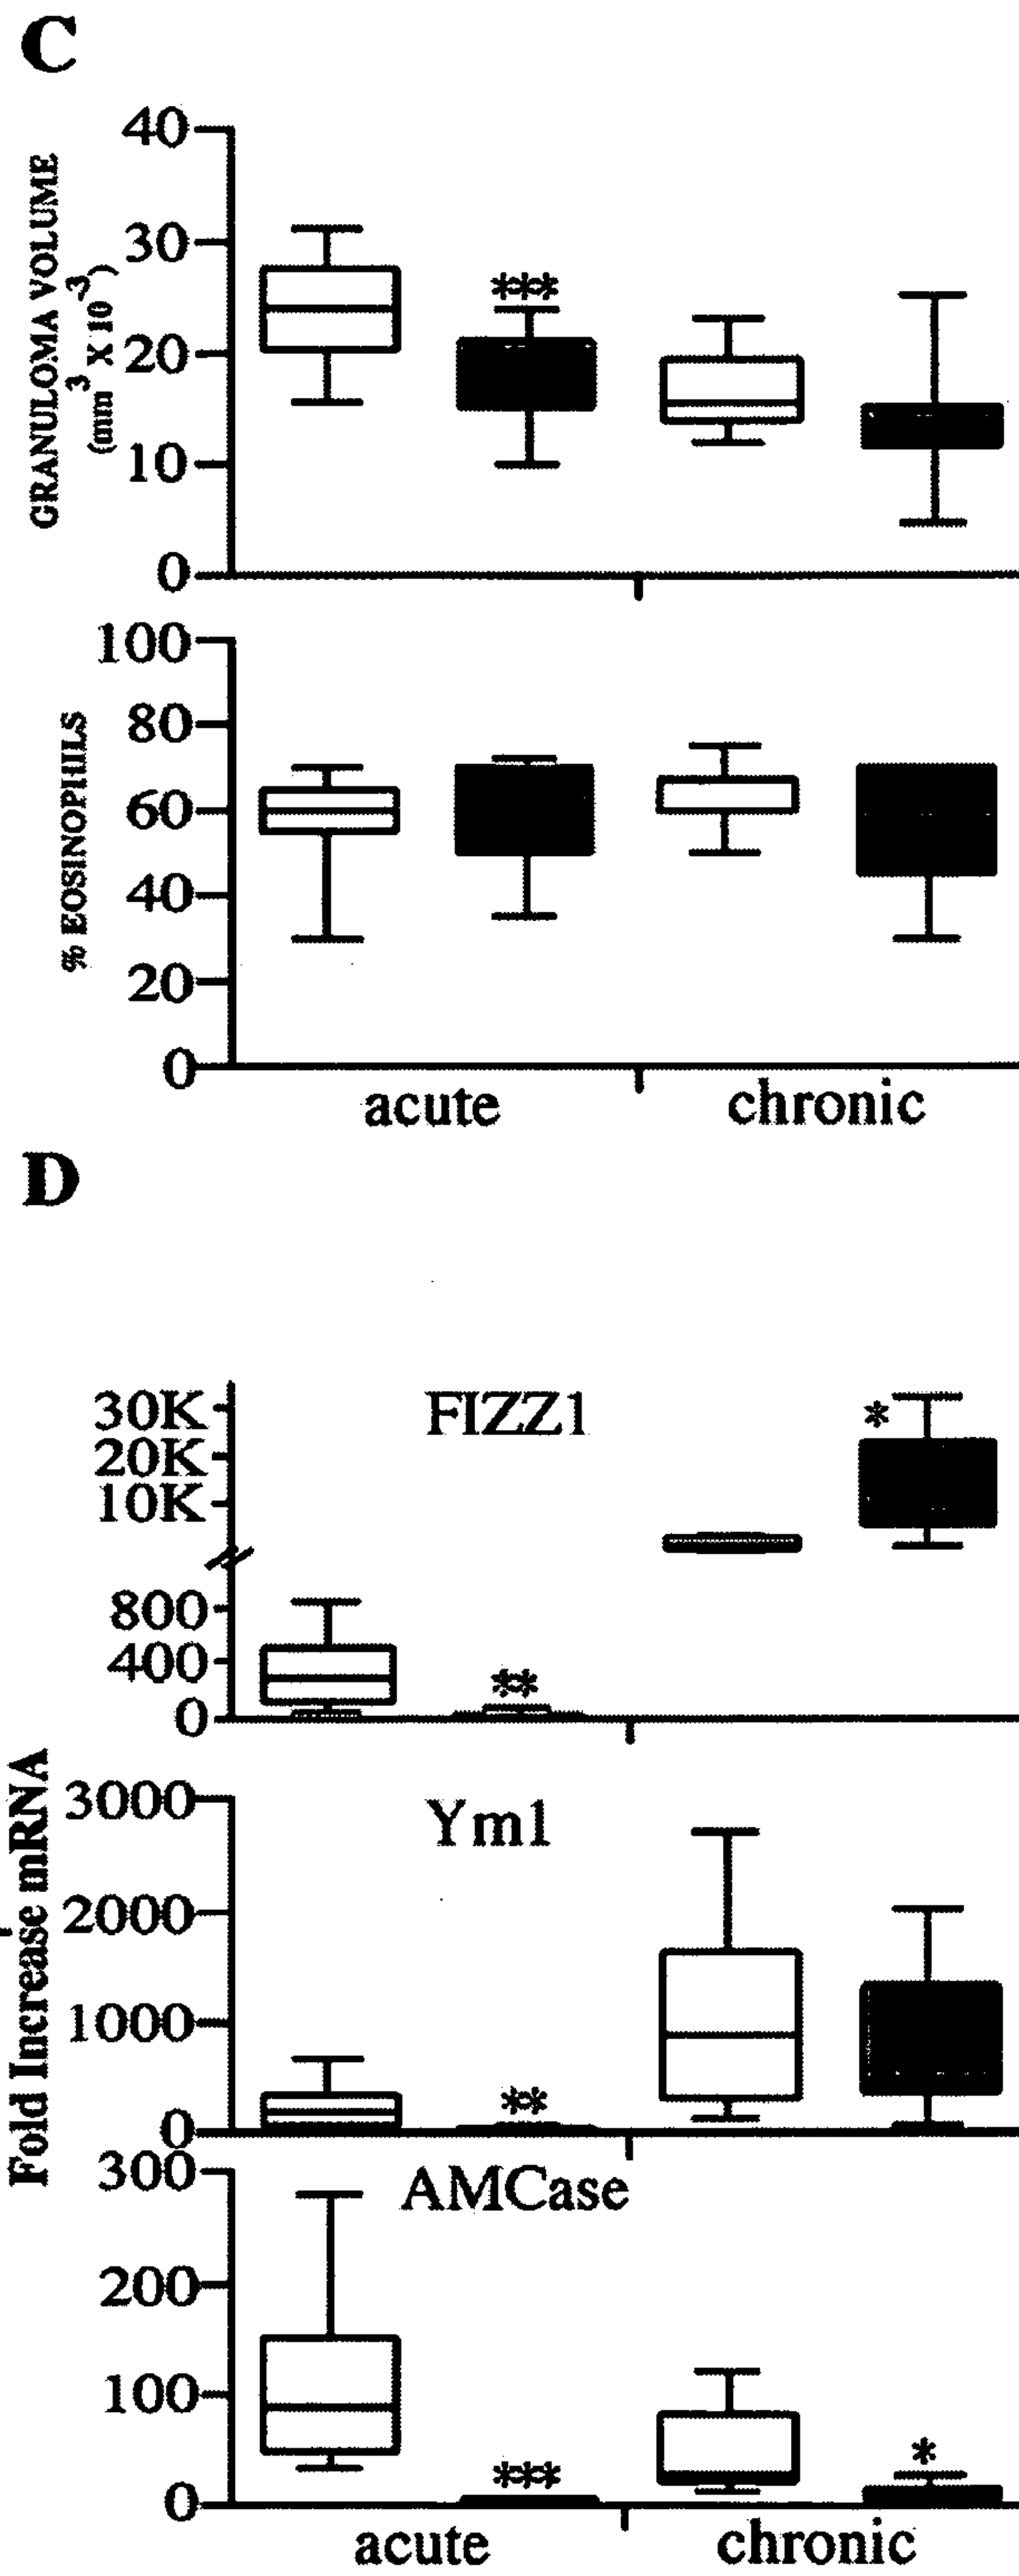 C
GRANULOMA VOLUME
(mm³ X 10⁻³)
40
30
20
10
0
***
% EOSINOPHILS
100
80
60
40
20
0
acute chronic
D
Fold Increase mRNA
FIZZ1
30K
20K
10K
800
400
0
**
*
Ym1
3000
2000
1000
0
**
AMCase
300
200
100
0
***
*
acute chronic